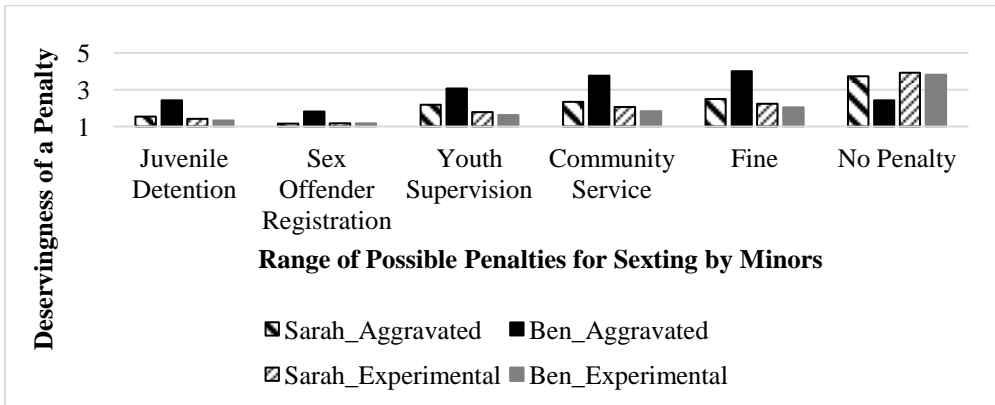 Deservingness of a Penalty
5
3
1
Juvenile Detention
Sex Offender Registration
Youth Supervision
Community Service
Fine
No Penalty
Range of Possible Penalties for Sexting by Minors
Sarah_Aggravated
Ben_Aggravated
Sarah_Experimental
Ben_Experimental